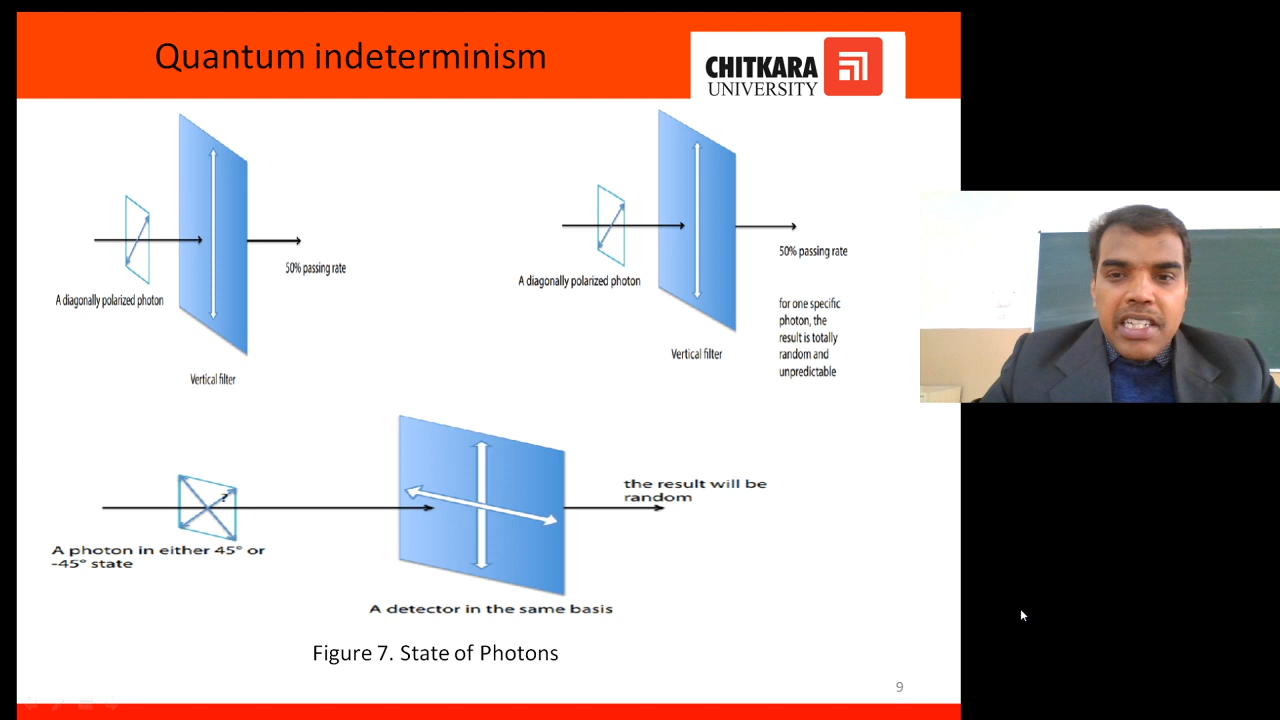 Quantum indeterminism
CHITKARA
UNIVERSITY
50% passing rate
A diagonally polarized photon
Vertical filter
50% passing rate
A diagonally polarized photon
for one specific
photon, the
result is totally
random and
unpredictable
Vertical filter
?
the result will be
random
A photon in either 45° or
-45° state
A detector in the same basis
Figure 7. State of Photons
9